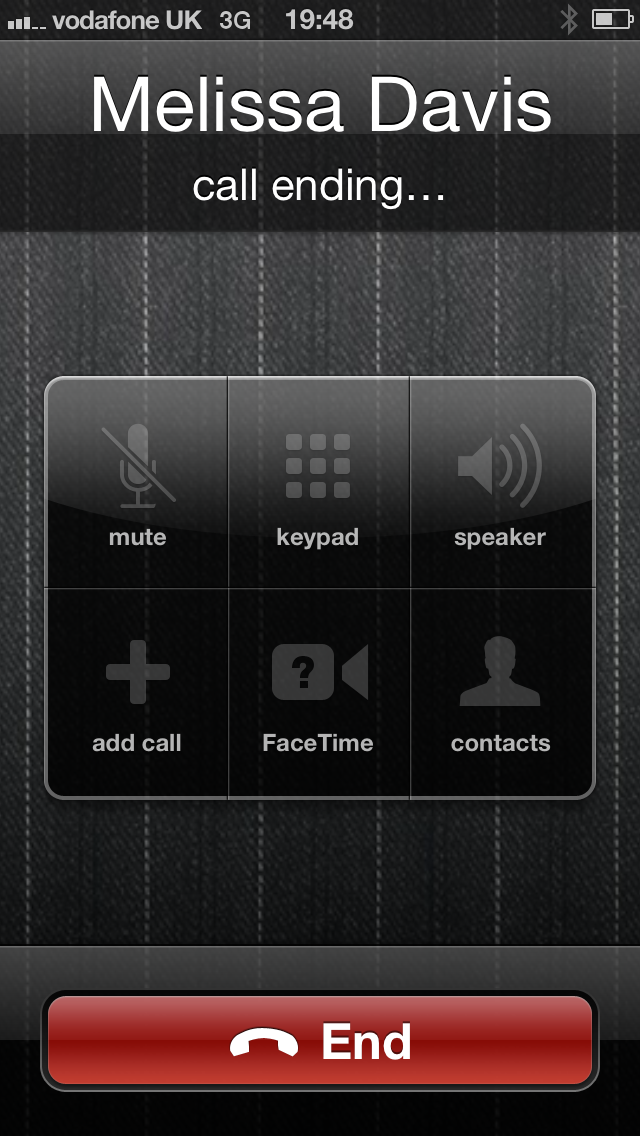 vodafone UK 3G 19:48
Melissa Davis
call ending...
mute keypad speaker
?
add call FaceTime contacts
End